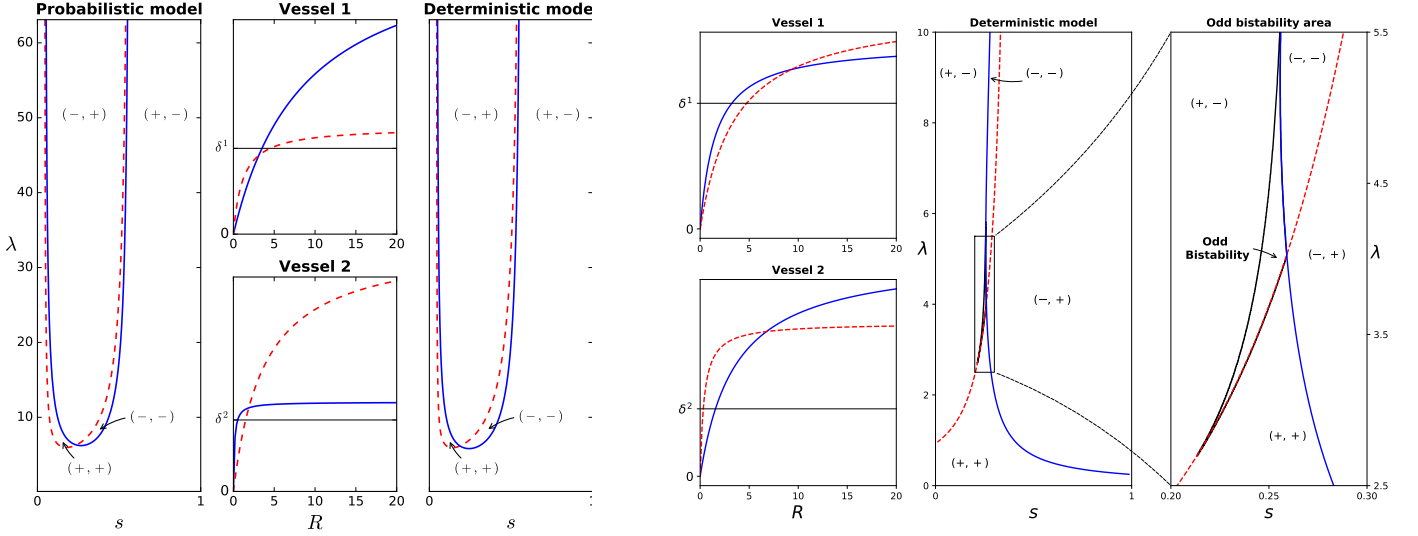 Probabilistic model
60
50
40
30
20
10
λ
(−, +)
(+, −)
(−, −)
(+, +)
0
1
s
Vessel 1
δ¹
0
0
5
10
15
20
Vessel 2
δ²
0
0
5
10
15
20
R
Deterministic mode
(−, +)
(+, −)
(−, −)
(+, +)
0
s
Vessel 1
δ¹
0
0
5
10
15
20
Vessel 2
δ²
0
0
5
10
15
20
R
Deterministic model
10
8
6
4
2
0
λ
(+, −)
(−, −)
(−, +)
(+, +)
0
1
s
Odd bistability area
(−, −)
(+, −)
Odd
Bistability
(−, +)
(+, +)
5.5
4.5
3.5
2.5
λ
0.20
0.25
0.30
s